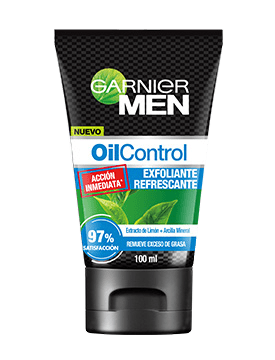 GARNIER
MEN
NUEVO
OilControl
ACCIÓN
INMEDIATA*
EXFOLIANTE
REFRESCANTE
97%
SATISFACCIÓN
Extracto de Limón + Arcilla Mineral
REMUEVE EXCESO DE GRASA
100 ml